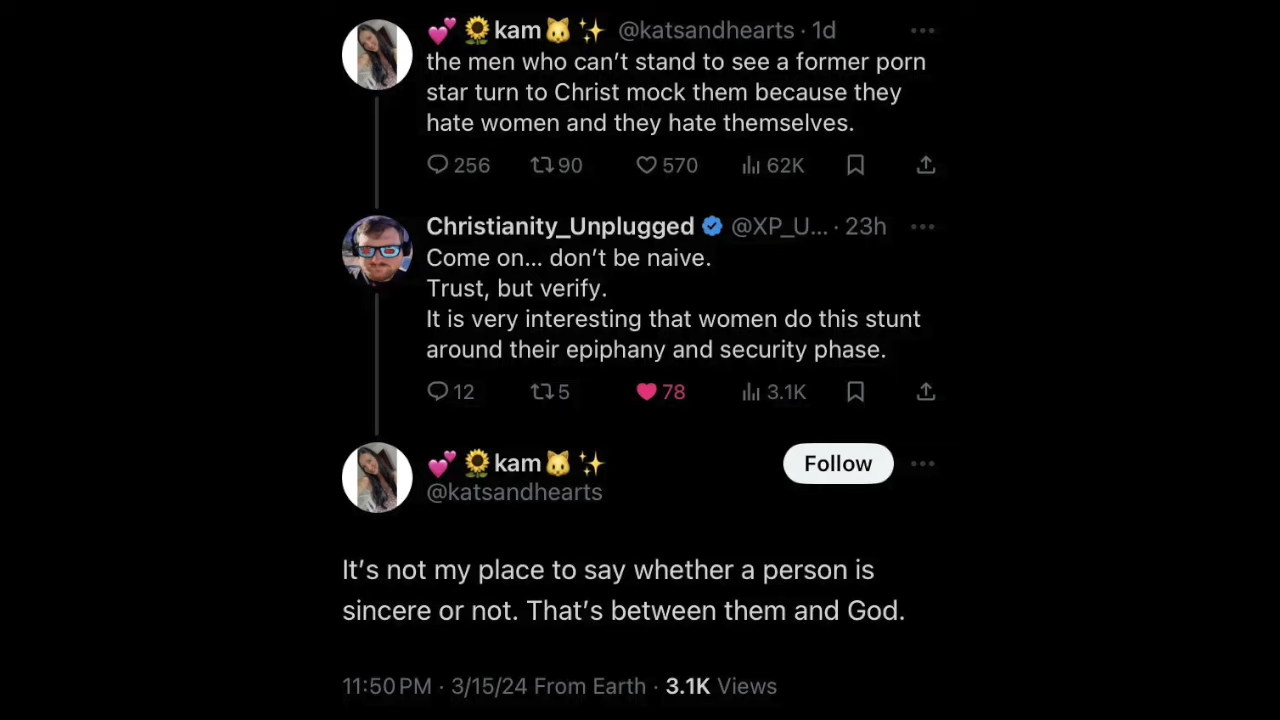 💕 🌻kam🐱✨ @katsandhearts · 1d
the men who can’t stand to see a former porn
star turn to Christ mock them because they
hate women and they hate themselves.
256 90 570 62K
Christianity_Unplugged @XP_U... · 23h
Come on... don’t be naive.
Trust, but verify.
It is very interesting that women do this stunt
around their epiphany and security phase.
12 5 78 3.1K
💕 🌻kam🐱✨ Follow
@katsandhearts
It’s not my place to say whether a person is
sincere or not. That’s between them and God.
11:50 PM · 3/15/24 From Earth · 3.1K Views